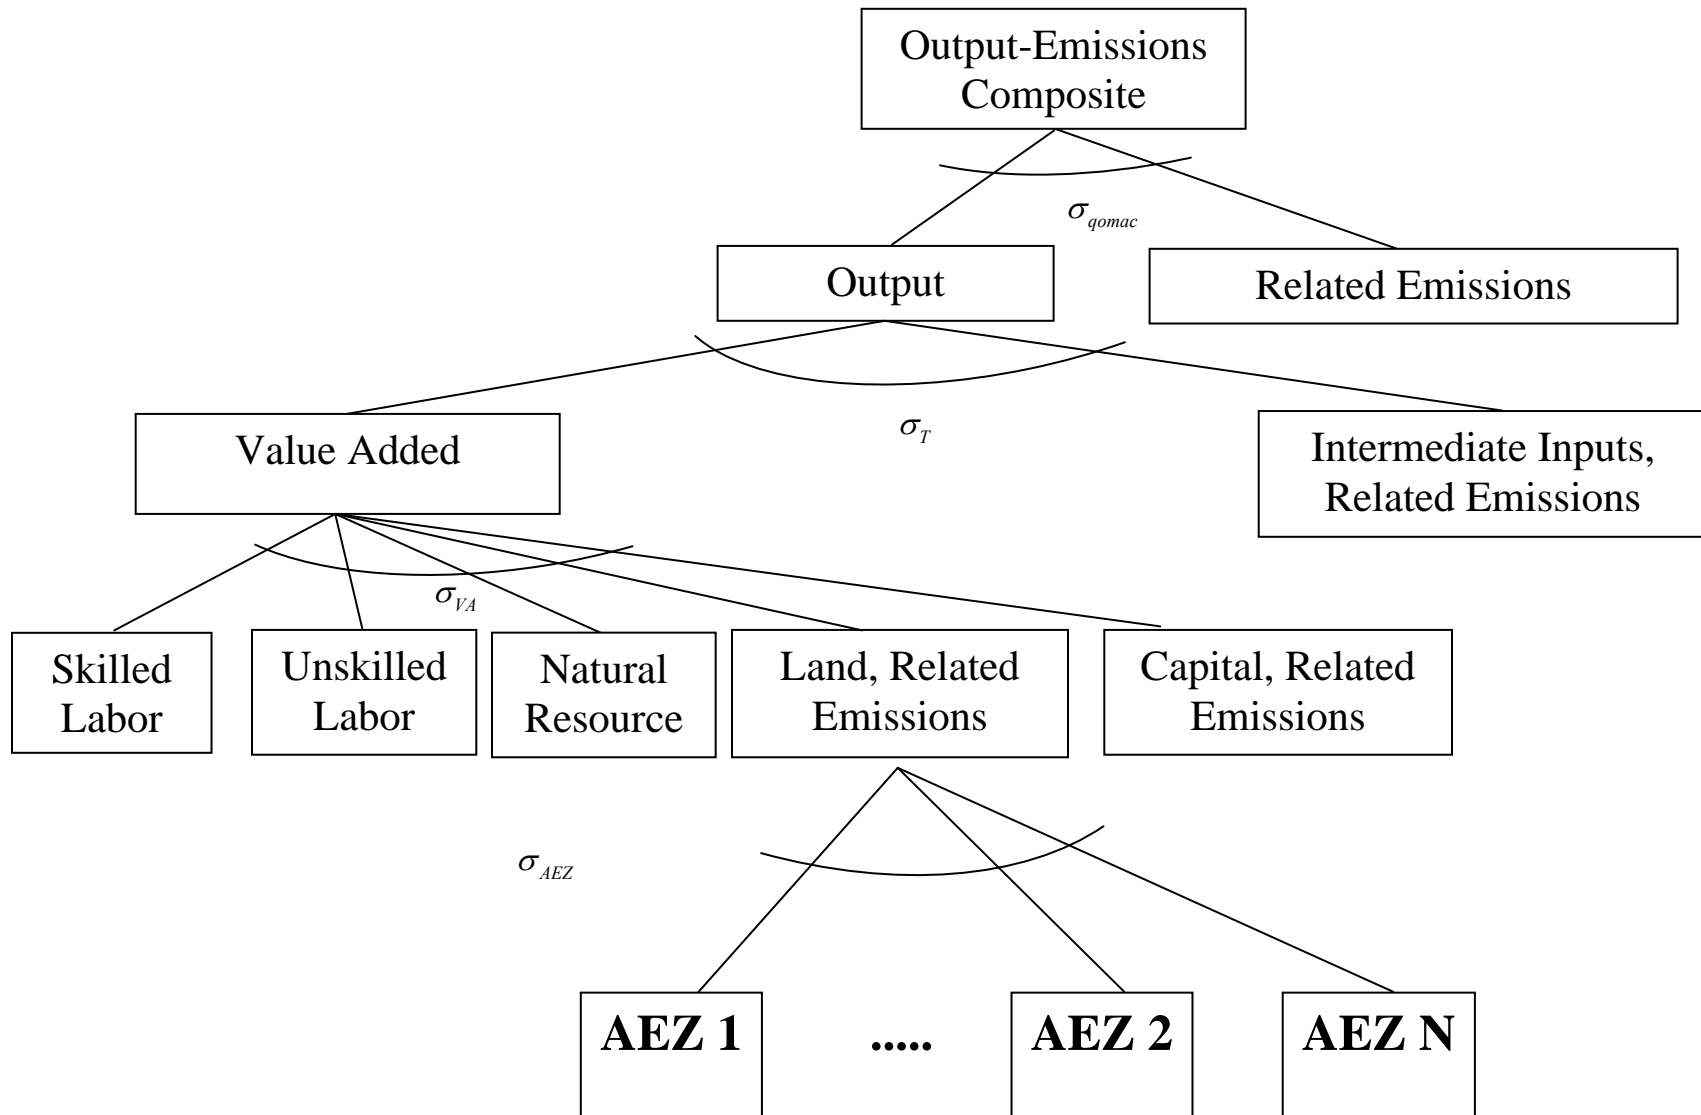 Output-Emissions
Composite
σqomac
Output
Related Emissions
σT
Value Added
Intermediate Inputs,
Related Emissions
σVA
Skilled
Labor
Unskilled
Labor
Natural
Resource
Land, Related
Emissions
Capital, Related
Emissions
σAEZ
AEZ 1
.....
AEZ 2
AEZ N